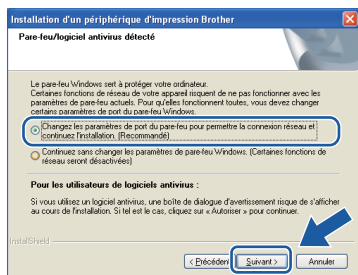 Installation d'un périphérique d'impression Brother
Pare-feu/logiciel antivirus détecté
Le pare-feu Windows sert à protéger votre ordinateur.
Certaines fonctions de réseau de votre appareil risquent de ne pas fonctionner avec les
paramètres de pare-feu actuels. Pour qu'elles fonctionnent toutes, vous devez changer
certains paramètres de port du pare-feu Windows.
Changez les paramètres de port du pare-feu pour permettre la connexion réseau et
continuez l'installation. (Recommandé)
Continuez sans changer les paramètres de pare-feu Windows. (Certaines fonctions de
réseau seront désactivées)
Pour les utilisateurs de logiciels antivirus :
Si vous utilisez un logiciel antivirus, une boîte de dialogue d'avertissement risque de s'afficher
au cours de l'installation. Si tel est le cas, cliquez sur « Autoriser » pour continuer.
InstallShield
< Précédent
Suivant >
Annuler